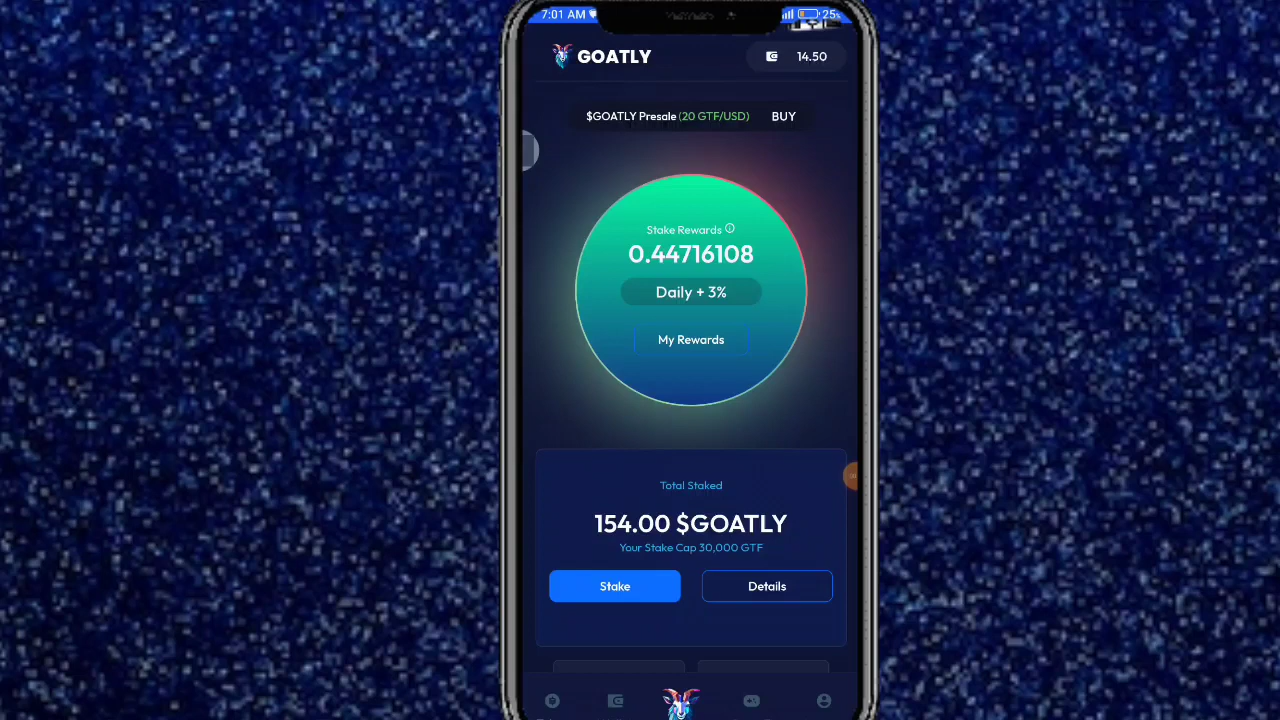 7:01 AM 25%
GOATLY 14.50
$GOATLY Presale (20 GTF/USD) BUY
Stake Rewards
0.44716108
Daily + 3%
My Rewards
Total Staked
154.00 $GOATLY
Your Stake Cap 30,000 GTF
Stake Details